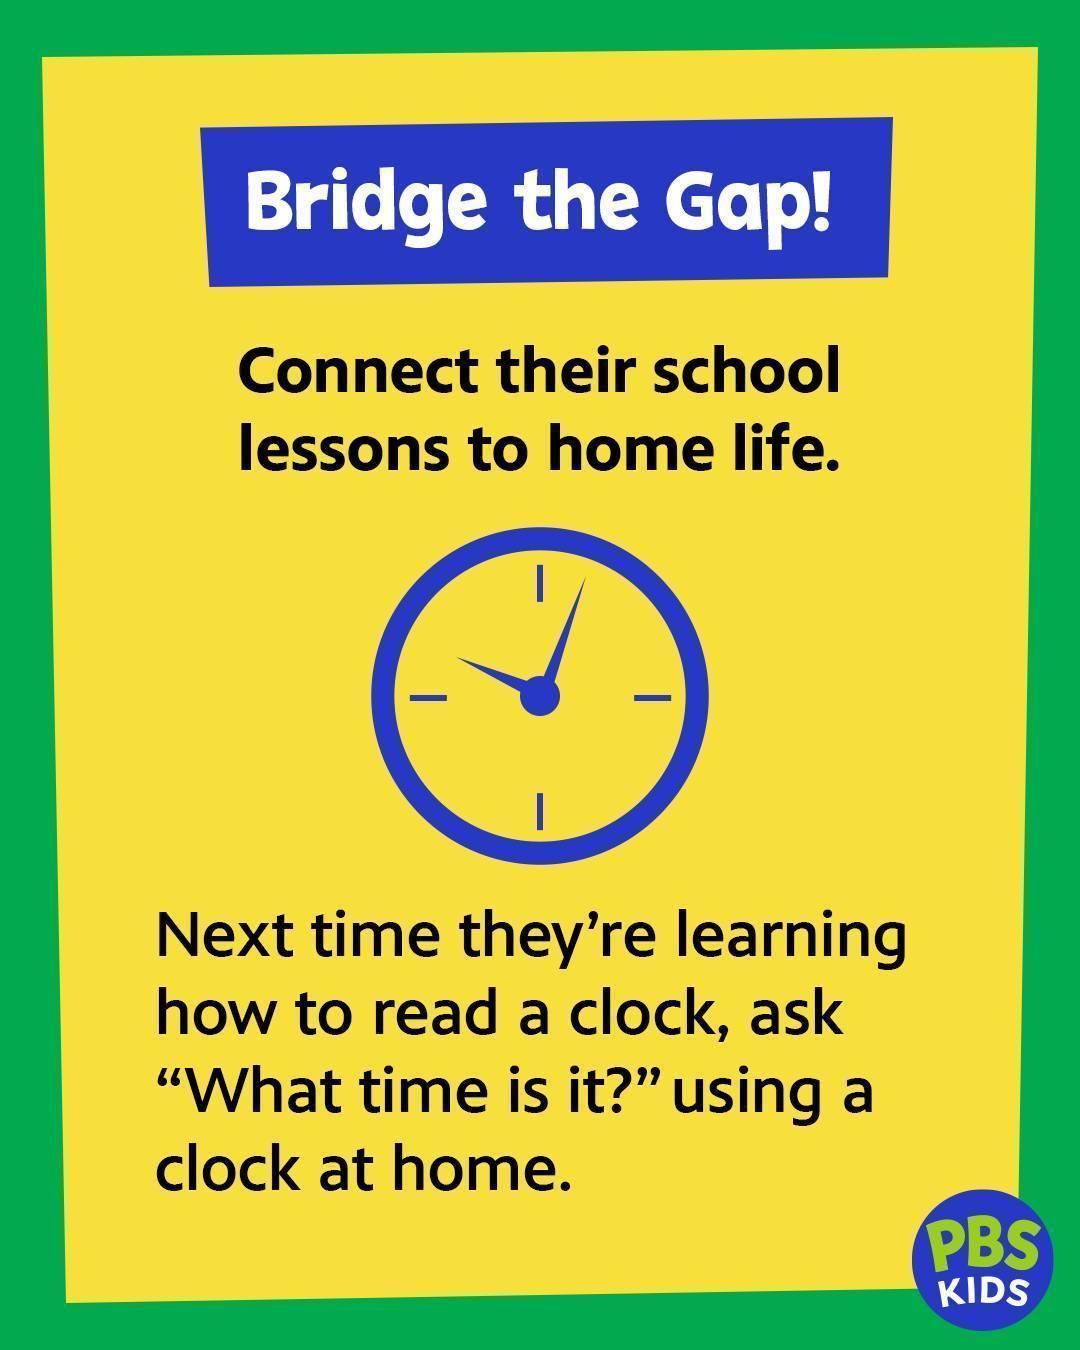 Bridge the Gap!
Connect their school
lessons to home life.
Next time they’re learning
how to read a clock, ask
“What time is it?” using a
clock at home.
PBS
KIDS